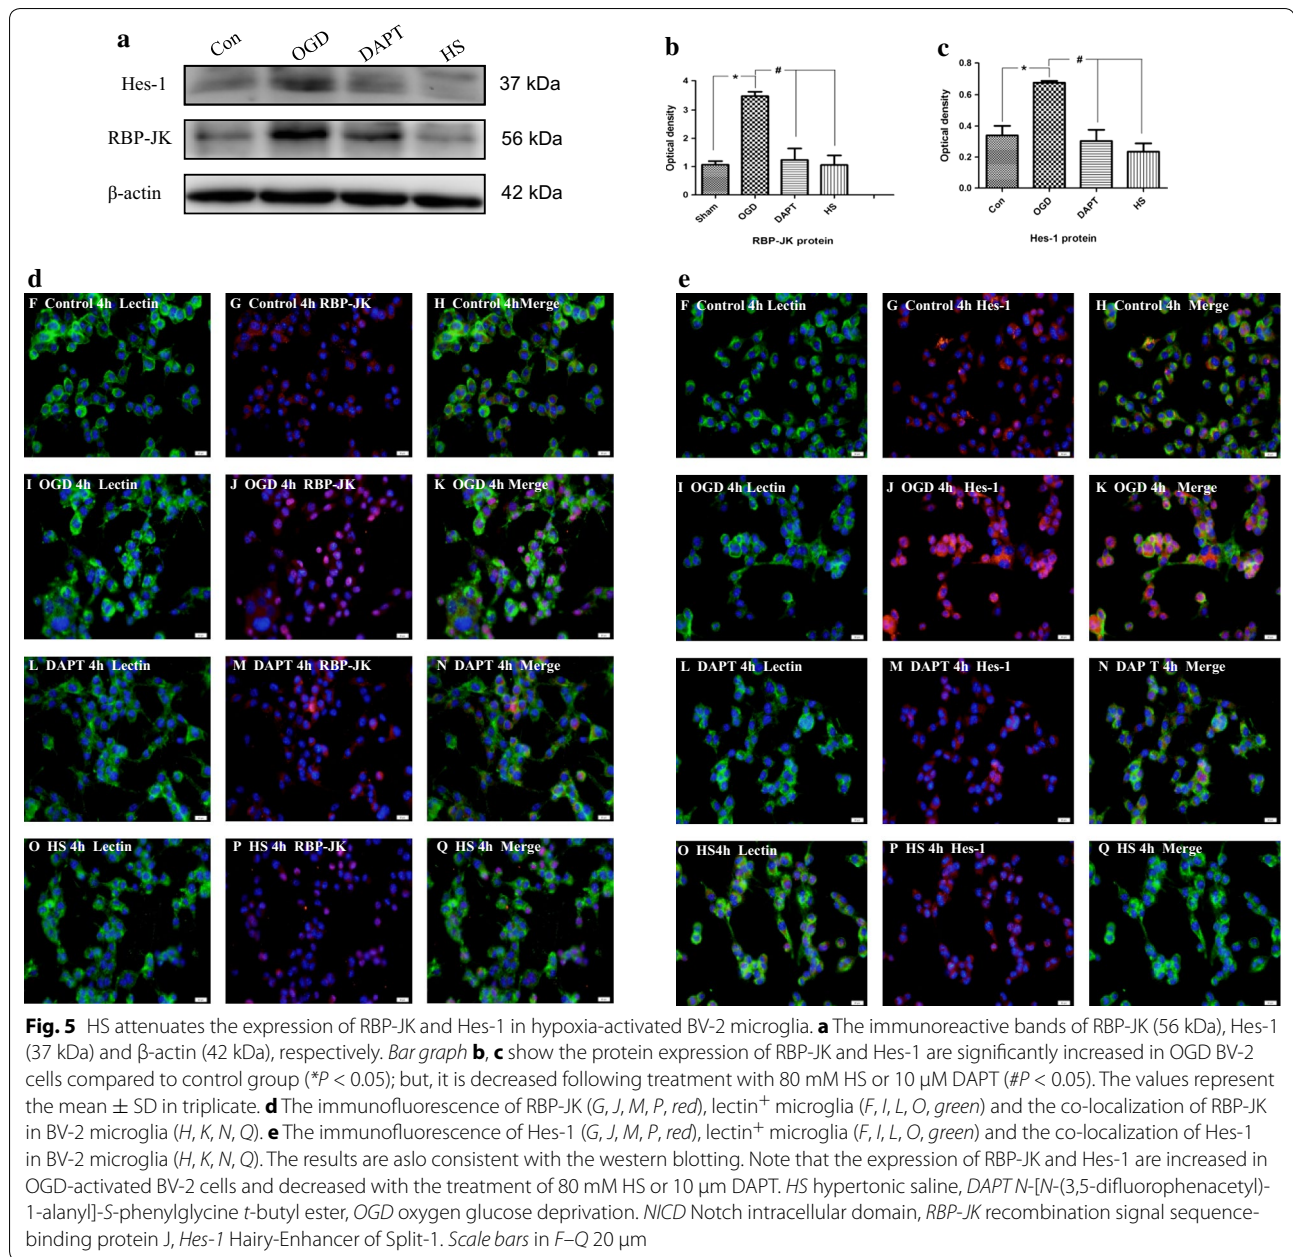 a
Con OGD DAPT HS
Hes-1 37 kDa
RBP-JK 56 kDa
β-actin 42 kDa
b
* #
Optical density
4
3
2
1
0
Sham OGD DAPT HS
RBP-JK protein
c
* #
Optical density
0.8
0.6
0.4
0.2
0.0
Con OGD DAPT HS
Hes-1 protein
d
F Control 4h Lectin G Control 4h RBP-JK H Control 4hMerge
I OGD 4h Lectin J OGD 4h RBP-JK K OGD 4h Merge
L DAPT 4h Lectin M DAPT 4h RBP-JK N DAPT 4h Merge
O HS 4h Lectin P HS 4h RBP-JK Q HS 4h Merge
e
F Control 4h Lectin G Control 4h Hes-1 H Control 4h Merge
I OGD 4h Lectin J OGD 4h Hes-1 K OGD 4h Merge
L DAPT 4h Lectin M DAPT 4h Hes-1 N DAP T 4h Merge
O HS4h Lectin P HS 4h Hes-1 Q HS 4h Merge
Fig. 5 HS attenuates the expression of RBP-JK and Hes-1 in hypoxia-activated BV-2 microglia. a The immunoreactive bands of RBP-JK (56 kDa), Hes-1
(37 kDa) and β-actin (42 kDa), respectively. Bar graph b, c show the protein expression of RBP-JK and Hes-1 are significantly increased in OGD BV-2
cells compared to control group (*P < 0.05); but, it is decreased following treatment with 80 mM HS or 10 μM DAPT (#P < 0.05). The values represent
the mean ± SD in triplicate. d The immunofluorescence of RBP-JK (G, J, M, P, red), lectin+ microglia (F, I, L, O, green) and the co-localization of RBP-JK
in BV-2 microglia (H, K, N, Q). e The immunofluorescence of Hes-1 (G, J, M, P, red), lectin+ microglia (F, I, L, O, green) and the co-localization of Hes-1
in BV-2 microglia (H, K, N, Q). The results are aslo consistent with the western blotting. Note that the expression of RBP-JK and Hes-1 are increased in
OGD-activated BV-2 cells and decreased with the treatment of 80 mM HS or 10 μm DAPT. HS hypertonic saline, DAPT N-[N-(3,5-difluorophenacetyl)-
1-alanyl]-S-phenylglycine t-butyl ester, OGD oxygen glucose deprivation. NICD Notch intracellular domain, RBP-JK recombination signal sequence-
binding protein J, Hes-1 Hairy-Enhancer of Split-1. Scale bars in F–Q 20 μm